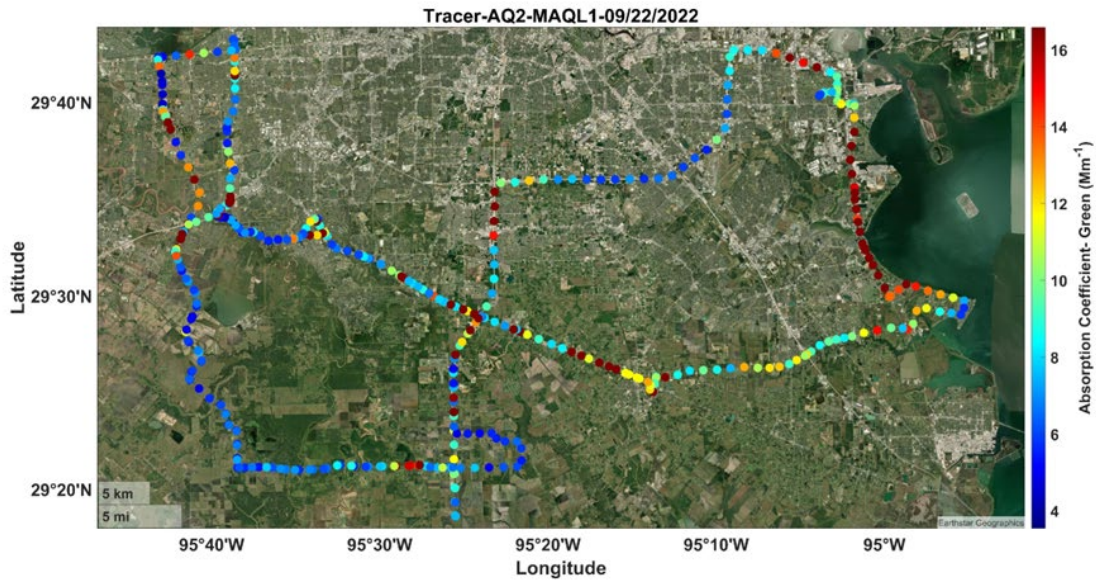 Tracer-AQ2-MAQL1-09/22/2022
29°40'N
29°30'N
29°20'N
Latitude
5 km
5 mi
Earthstar Geographics
95°40'W
95°30'W
95°20'W
95°10'W
95°W
Longitude
16
14
12
10
8
6
4
Absorption Coefficient- Green (Mm⁻¹)